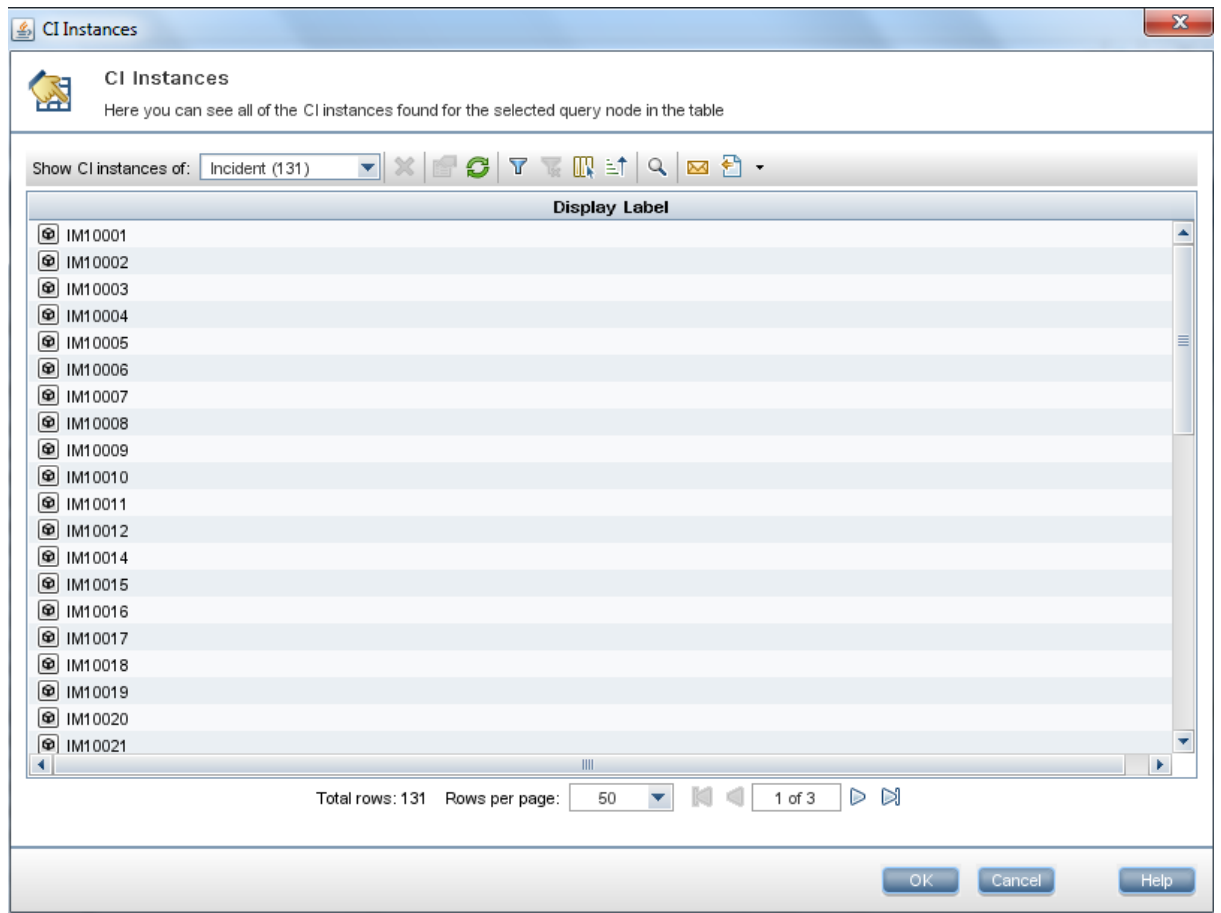 CI Instances
CI Instances
Here you can see all of the CI instances found for the selected query node in the table
Show CI instances of: Incident (131)
Display Label
IM10001
IM10002
IM10003
IM10004
IM10005
IM10006
IM10007
IM10008
IM10009
IM10010
IM10011
IM10012
IM10014
IM10015
IM10016
IM10017
IM10018
IM10019
IM10020
IM10021
Total rows: 131 Rows per page: 50 1 of 3
OK Cancel Help